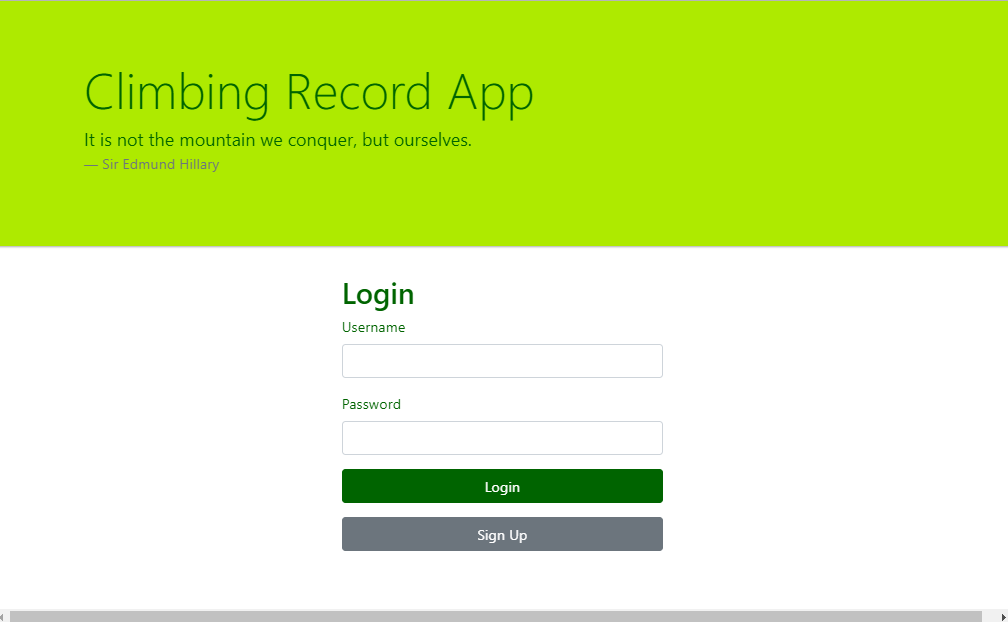 Climbing Record App
It is not the mountain we conquer, but ourselves.
— Sir Edmund Hillary
Login
Username
Password
Login
Sign Up